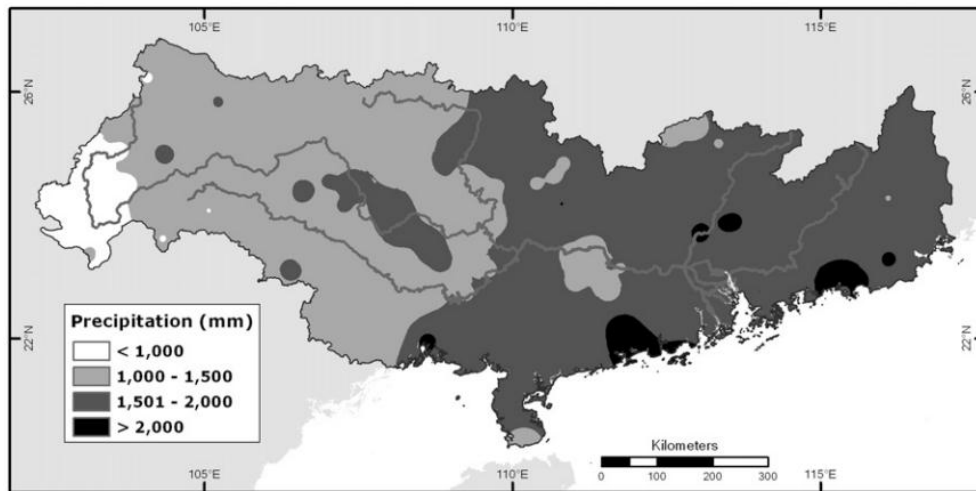 105°E 110°E 115°E
26°N 26°N
22°N 22°N
Precipitation (mm)
< 1,000
1,000 - 1,500
1,501 - 2,000
> 2,000
Kilometers
0 100 200 300
105°E 110°E 115°E